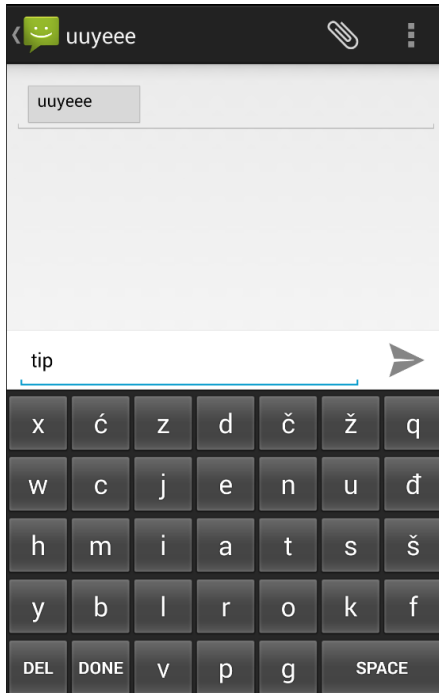 uuyeee
uuyeee
tip
x ć z d č ž q
w c j e n u đ
h m i a t s š
y b l r o k f
DEL DONE v p g SPACE